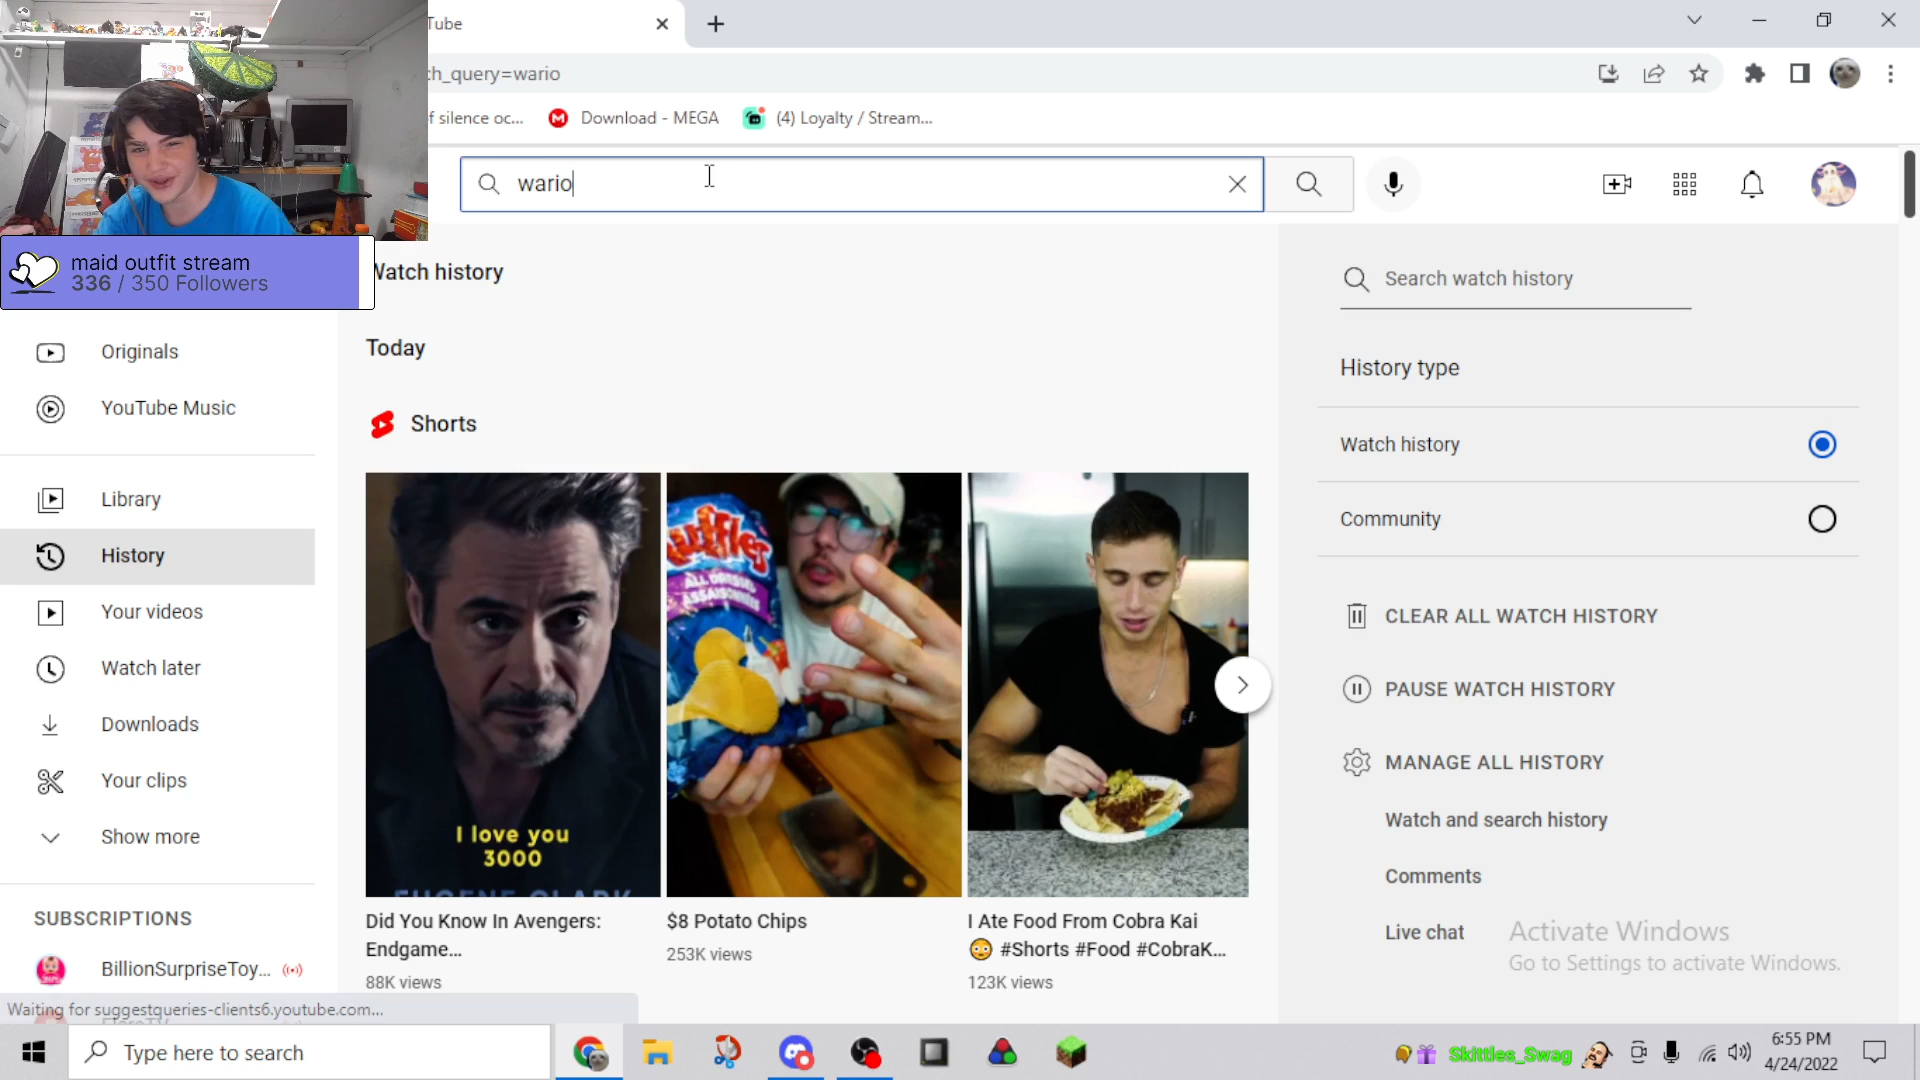 Tube
h_query=wario
f silence oc...
Download - MEGA
(4) Loyalty / Stream...
wario
maid outfit stream
336 / 350 Followers
Watch history
Today
Shorts
Originals
YouTube Music
Library
History
Your videos
Watch later
Downloads
Your clips
Show more
SUBSCRIPTIONS
BillionSurpriseToy...
Ruffles
ALL DRESSED
ASSAISONNÉES
I love you
3000
Did You Know In Avengers:
Endgame...
88K views
$8 Potato Chips
253K views
I Ate Food From Cobra Kai
😳 #Shorts #Food #CobraK...
123K views
Search watch history
History type
Watch history
Community
CLEAR ALL WATCH HISTORY
PAUSE WATCH HISTORY
MANAGE ALL HISTORY
Watch and search history
Comments
Live chat
Activate Windows
Go to Settings to activate Windows.
Waiting for suggestqueries-clients6.youtube.com...
Type here to search
Skittles_Swag
6:55 PM
4/24/2022